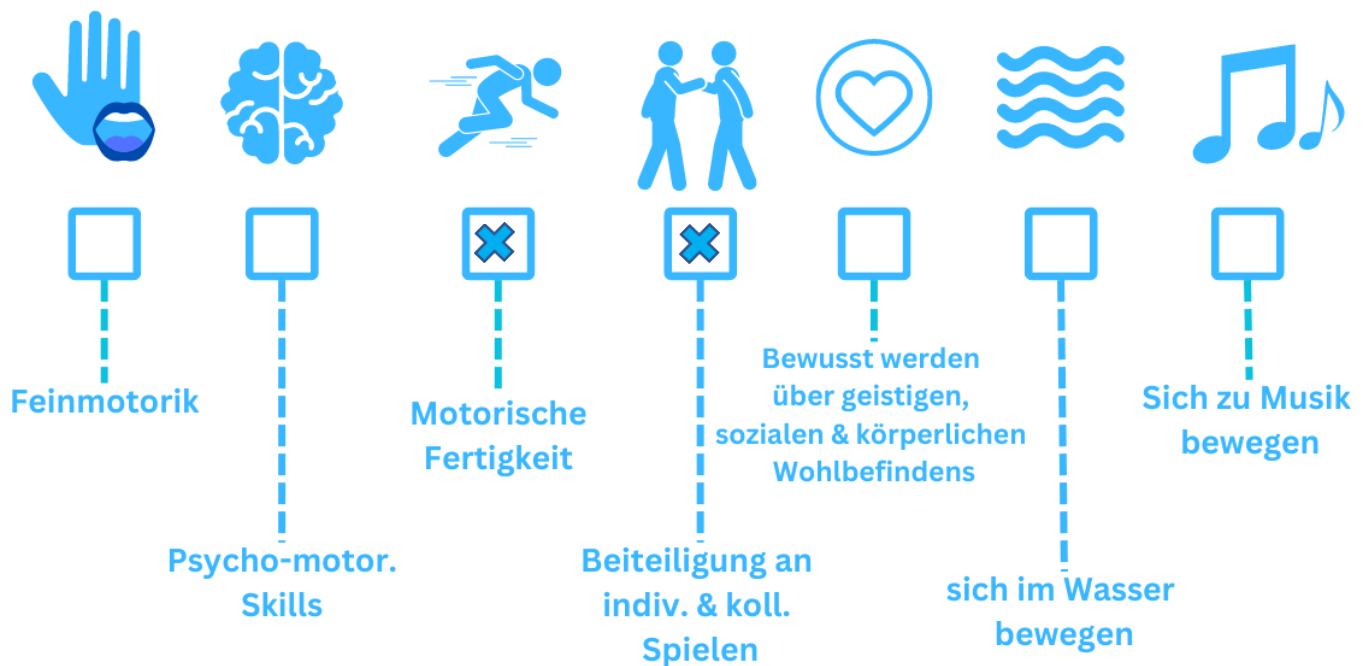 Feinmotorik
Psycho-motor.
Skills
Motorische
Fertigkeit
Beiteiligung an
indiv. & koll.
Spielen
Bewusst werden
über geistigen,
sozialen & körperlichen
Wohlbefindens
sich im Wasser
bewegen
Sich zu Musik
bewegen